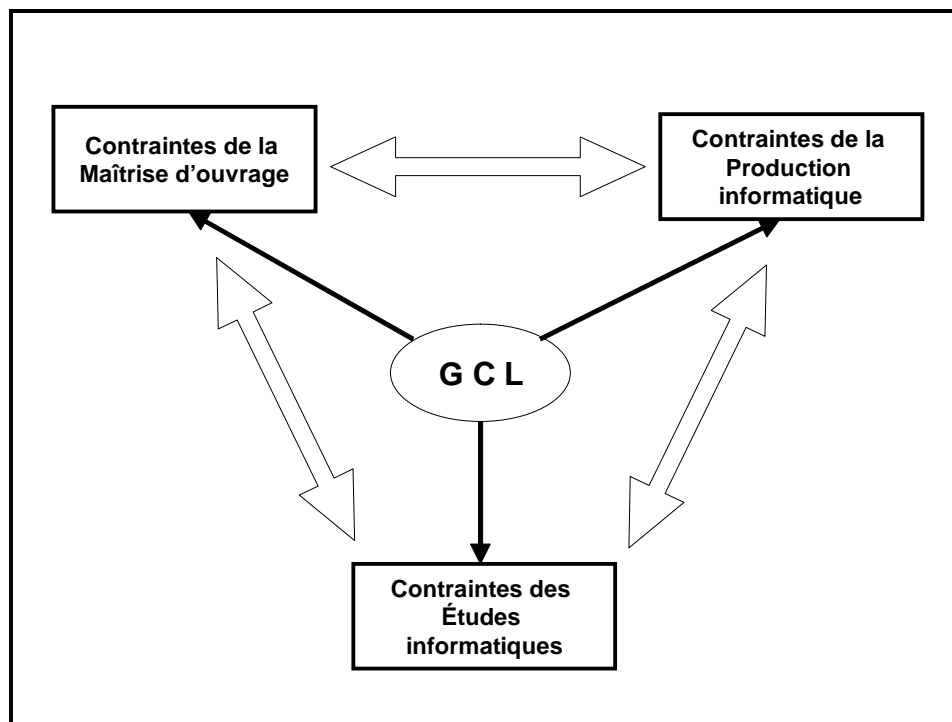 Contraintes de la
Maîtrise d'ouvrage
Contraintes de la
Production
informatique
G C L
Contraintes des
Études
informatiques